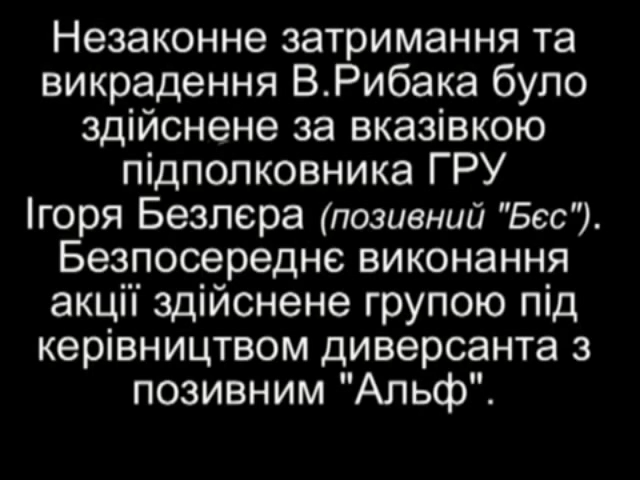 Незаконне затримання та
викрадення В.Рибака було
здійснене за вказівкою
підполковника ГРУ
Ігоря Безлєра (позивний "Бєс").
Безпосереднє виконання
акції здійснене групою під
керівництвом диверсанта з
позивним "Альф".